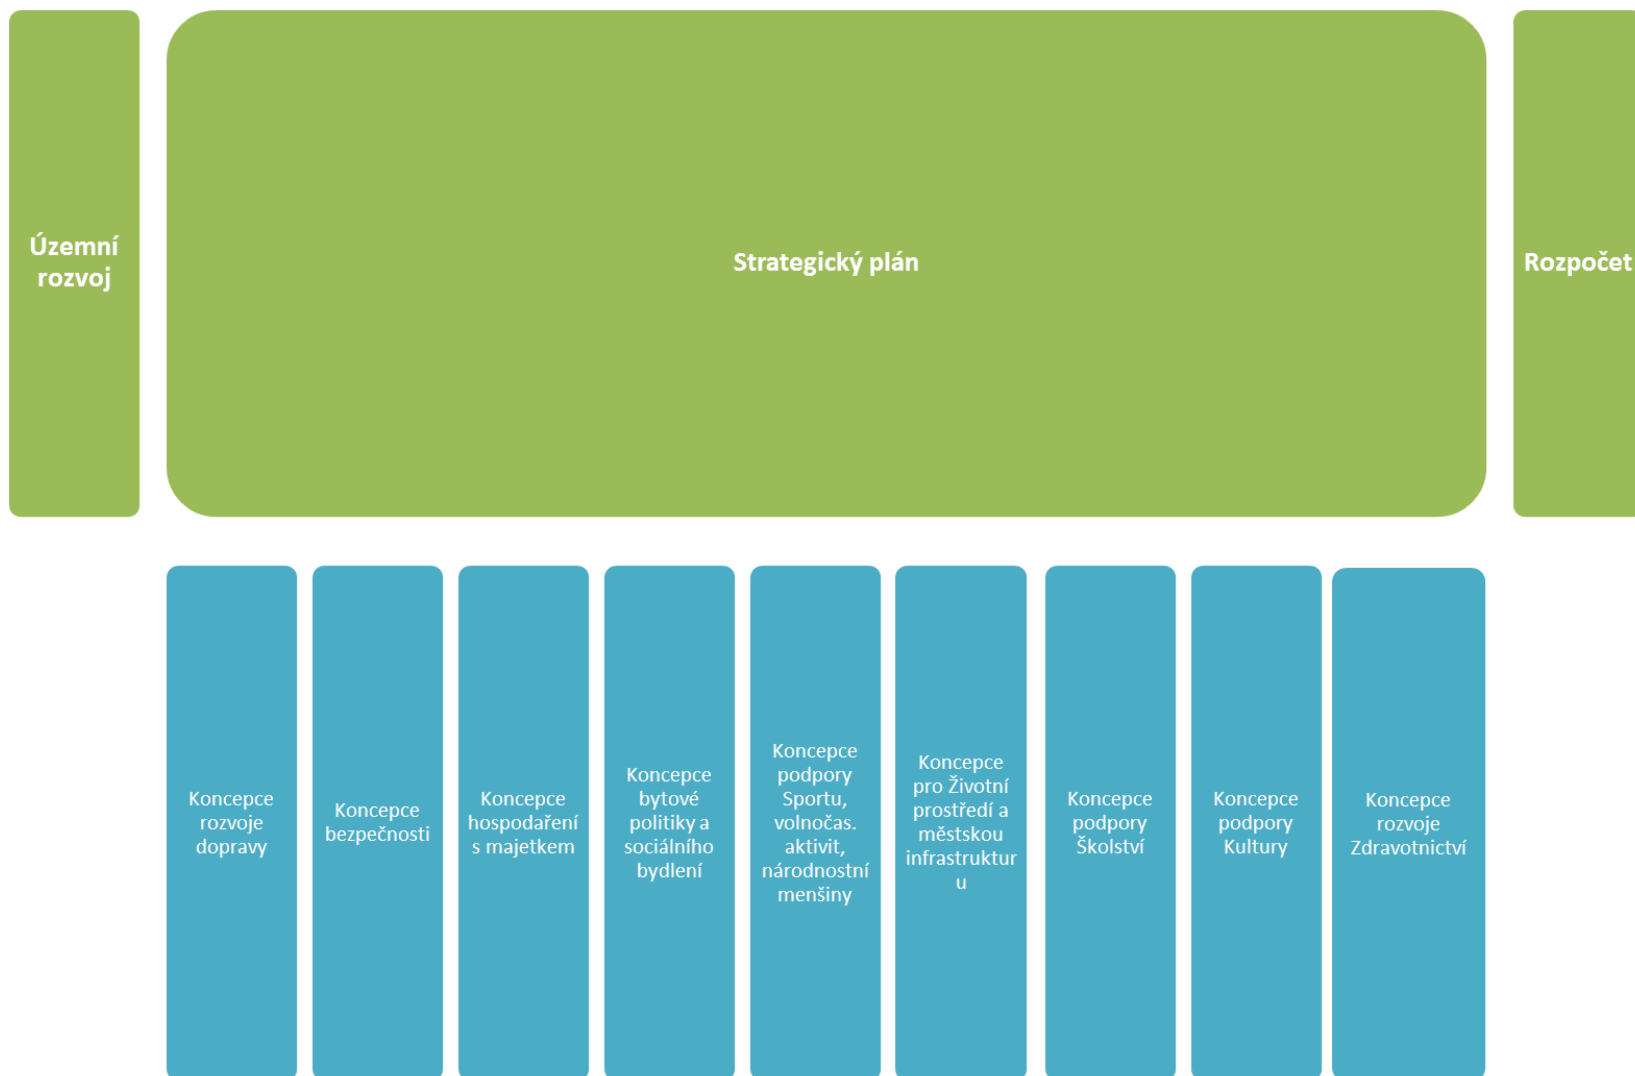 Územní
rozvoj
Strategický plán
Rozpočet
Koncepce
rozvoje
dopravy
Koncepce
bezpečnosti
Koncepce
hospodaření
s majetkem
Koncepce
bytové
politiky a
sociálního
bydlení
Koncepce
podpory
Sportu,
volnočas.
aktivit,
národnostní
menšiny
Koncepce
pro Životní
prostředí a
městskou
infrastruktur
u
Koncepce
podpory
Školství
Koncepce
podpory
Kultury
Koncepce
rozvoje
Zdravotnictví